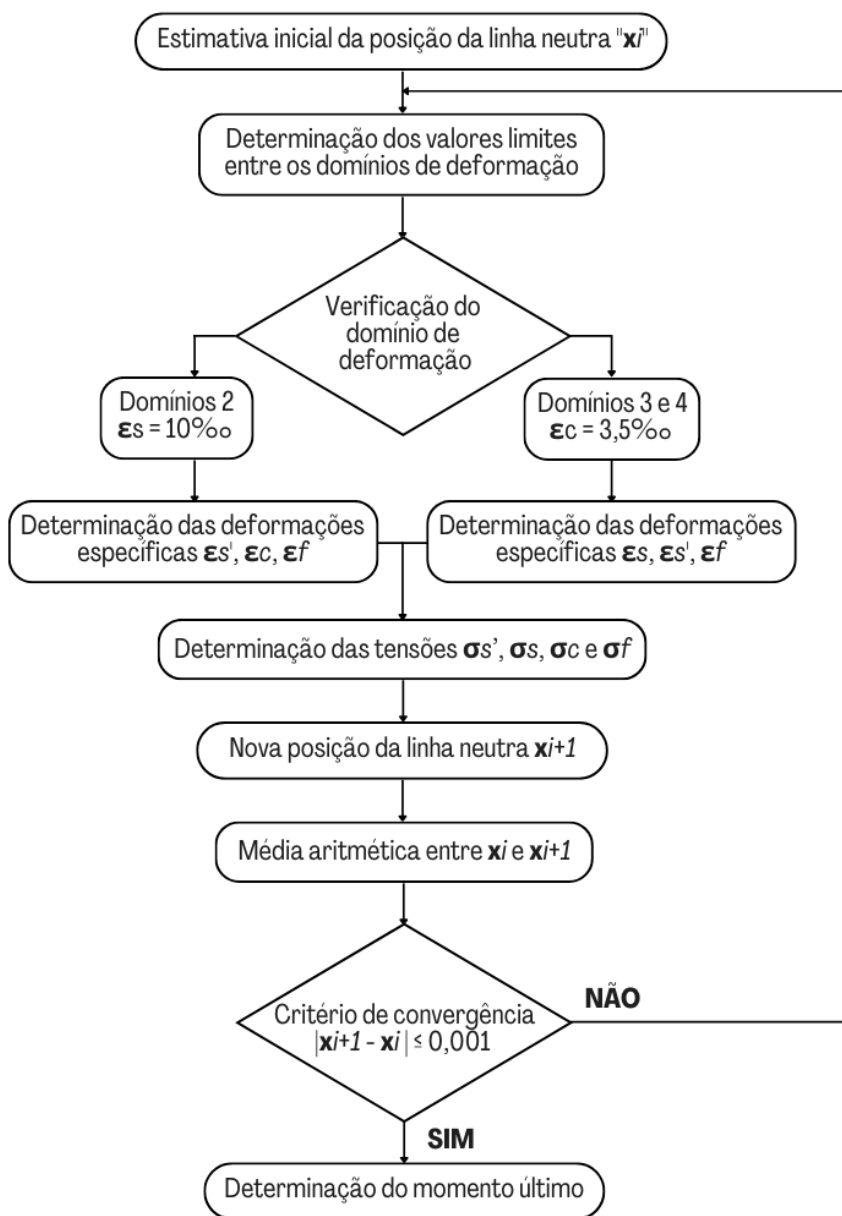 Estimativa inicial da posição da linha neutra "xi"
Determinação dos valores limites
entre os domínios de deformação
Verificação do
domínio de
deformação
Domínios 2
εs = 10‰
Domínios 3 e 4
εc = 3,5‰
Determinação das deformações
específicas εs', εc, εf
Determinação das deformações
específicas εs, εs', εf
Determinação das tensões σs’, σs, σc e σf
Nova posição da linha neutra xi+1
Média aritmética entre xi e xi+1
Critério de convergência
|xi+1 - xi| ≤ 0,001
NÃO
SIM
Determinação do momento último